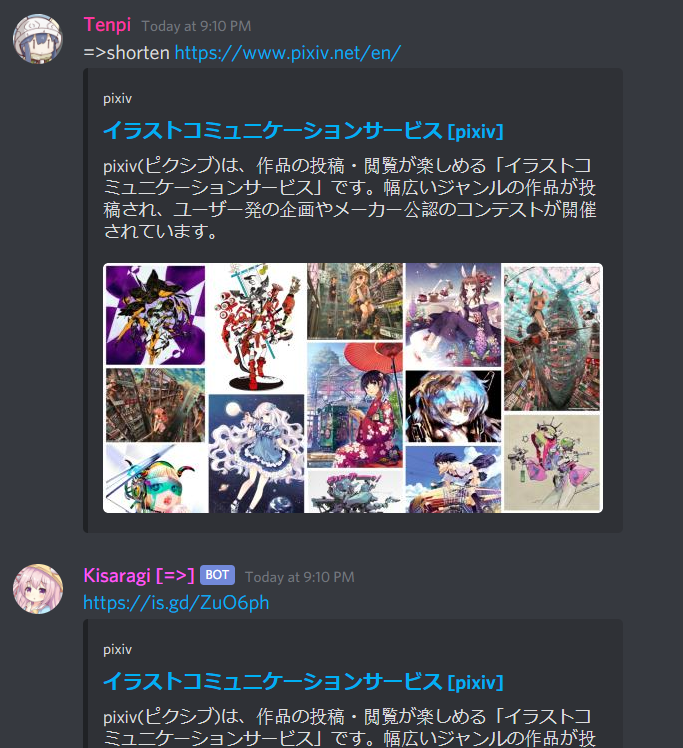 Tenpi Today at 9:10 PM
=>shorten https://www.pixiv.net/en/
pixiv
イラストコミュニケーションサービス [pixiv]
pixiv(ピクシブ)は、作品の投稿・閲覧が楽しめる「イラストコ
ミュニケーションサービス」です。幅広いジャンルの作品が投
稿され、ユーザー発の企画やメーカー公認のコンテストが開催
されています。
Kisaragi [=>] BOT Today at 9:10 PM
https://is.gd/ZuO6ph
pixiv
イラストコミュニケーションサービス [pixiv]
pixiv(ピクシブ)は、作品の投稿・閲覧が楽しめる「イラストコ
ミュニケーションサービス」です。幅広いジャンルの作品が投